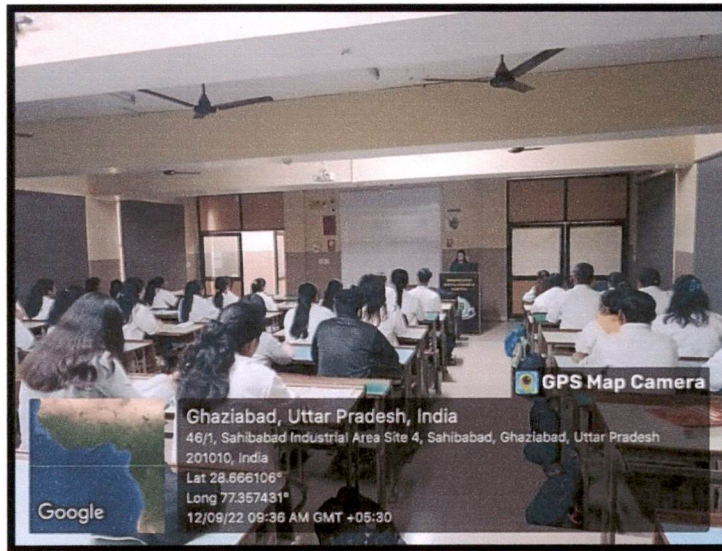 GPS Map Camera
Ghaziabad, Uttar Pradesh, India
46/1, Sahibabad Industrial Area Site 4, Sahibabad, Ghaziabad, Uttar Pradesh
201010, India
Lat 28.666106°
Long 77.357431°
12/09/22 09:36 AM GMT +05:30
Google